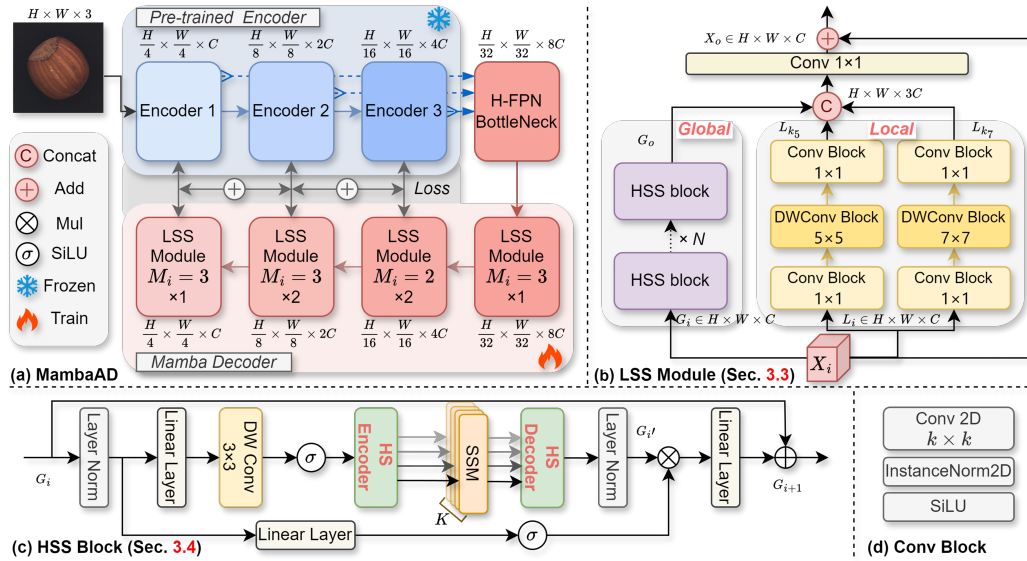 H × W × 3
Pre-trained Encoder
H/4 × W/4 × C
H/8 × W/8 × 2C
H/16 × W/16 × 4C
H/32 × W/32 × 8C
Encoder 1
Encoder 2
Encoder 3
H-FPN
BottleNeck
C Concat
+ Add
× Mul
σ SiLU
Frozen
Train
+
+
Loss
LSS
Module
M_i = 3
×1
LSS
Module
M_i = 3
×2
LSS
Module
M_i = 2
×2
LSS
Module
M_i = 3
×1
H/4 × W/4 × C
H/8 × W/8 × 2C
H/16 × W/16 × 4C
H/32 × W/32 × 8C
Mamba Decoder
(a) MambaAD
X_o ∈ H × W × C
+
Conv 1×1
C
H × W × 3C
G_o
Global
L_{k_5}
Local
L_{k_7}
HSS block
× N
HSS block
Conv Block
1×1
DWConv Block
5×5
Conv Block
1×1
Conv Block
1×1
DWConv Block
7×7
Conv Block
1×1
G_i ∈ H × W × C
L_i ∈ H × W × C
X_i
(b) LSS Module (Sec. 3.3)
G_i
Layer Norm
Linear Layer
DW Conv
3×3
σ
HS
Encoder
SSM
K
HS
Decoder
Layer Norm
G_i′
Linear Layer
G_{i+1}
Linear Layer
σ
(c) HSS Block (Sec. 3.4)
Conv 2D
k × k
InstanceNorm2D
SiLU
(d) Conv Block